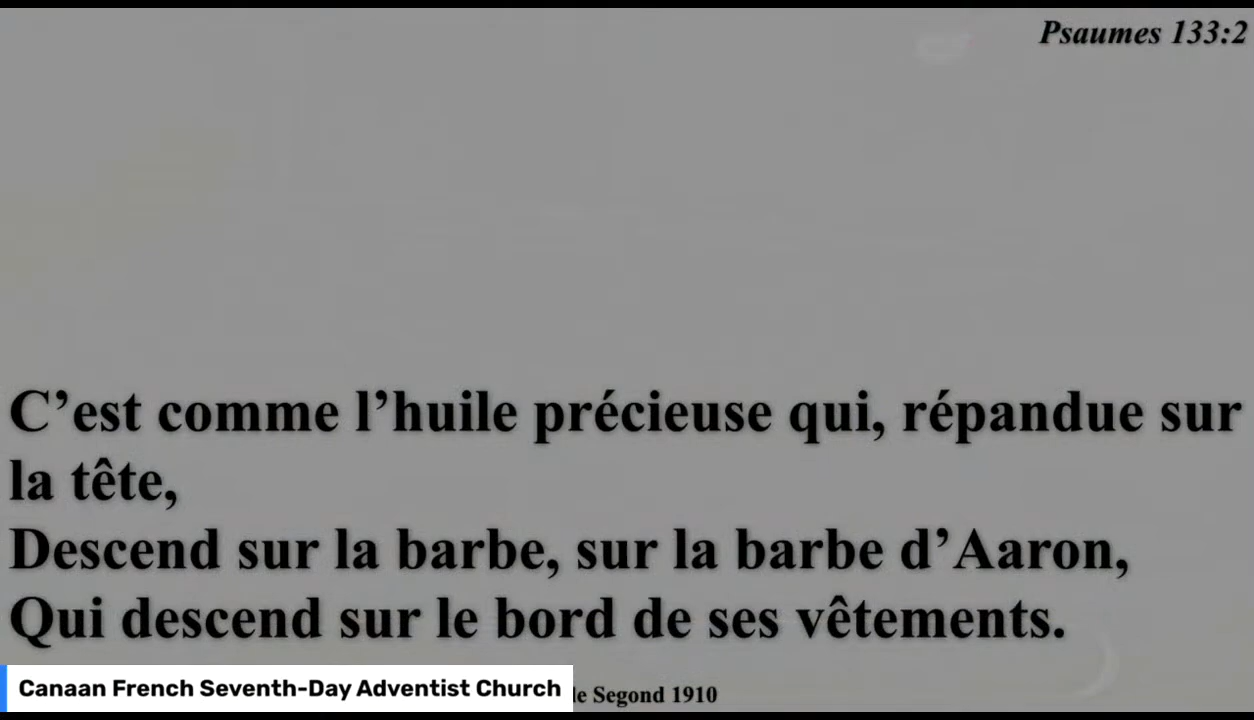 Psaumes 133:2
C’est comme l’huile précieuse qui, répandue sur
la tête,
Descend sur la barbe, sur la barbe d’Aaron,
Qui descend sur le bord de ses vêtements.
Canaan French Seventh-Day Adventist Church
Segond 1910